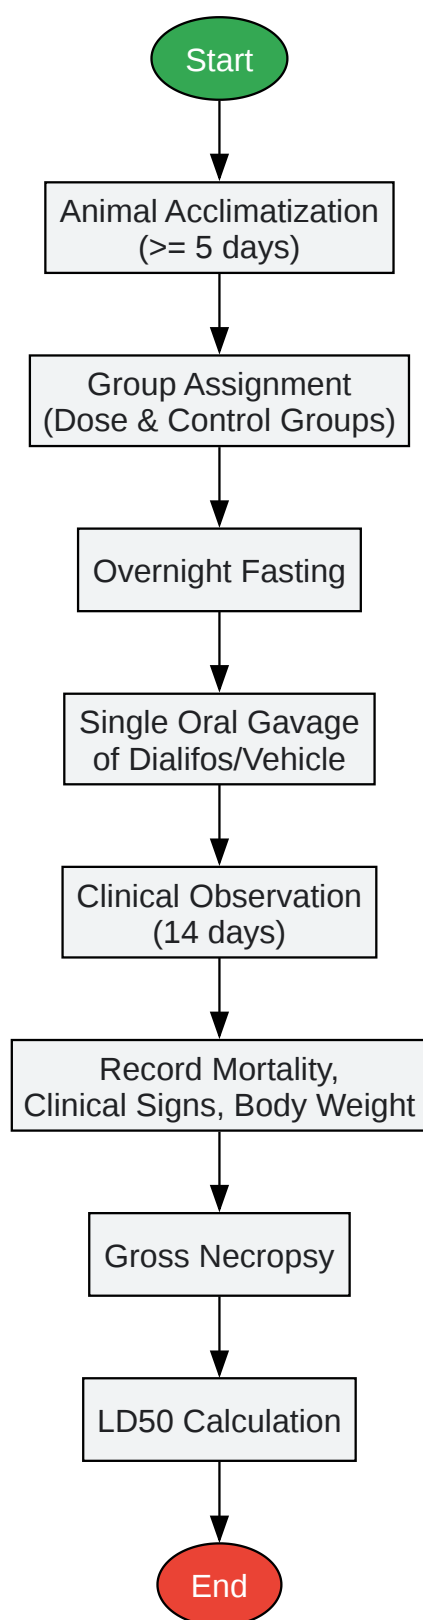 Start
Animal Acclimatization
(>= 5 days)
Group Assignment
(Dose & Control Groups)
Overnight Fasting
Single Oral Gavage
of Dialifos/Vehicle
Clinical Observation
(14 days)
Record Mortality,
Clinical Signs, Body Weight
Gross Necropsy
LD50 Calculation
End